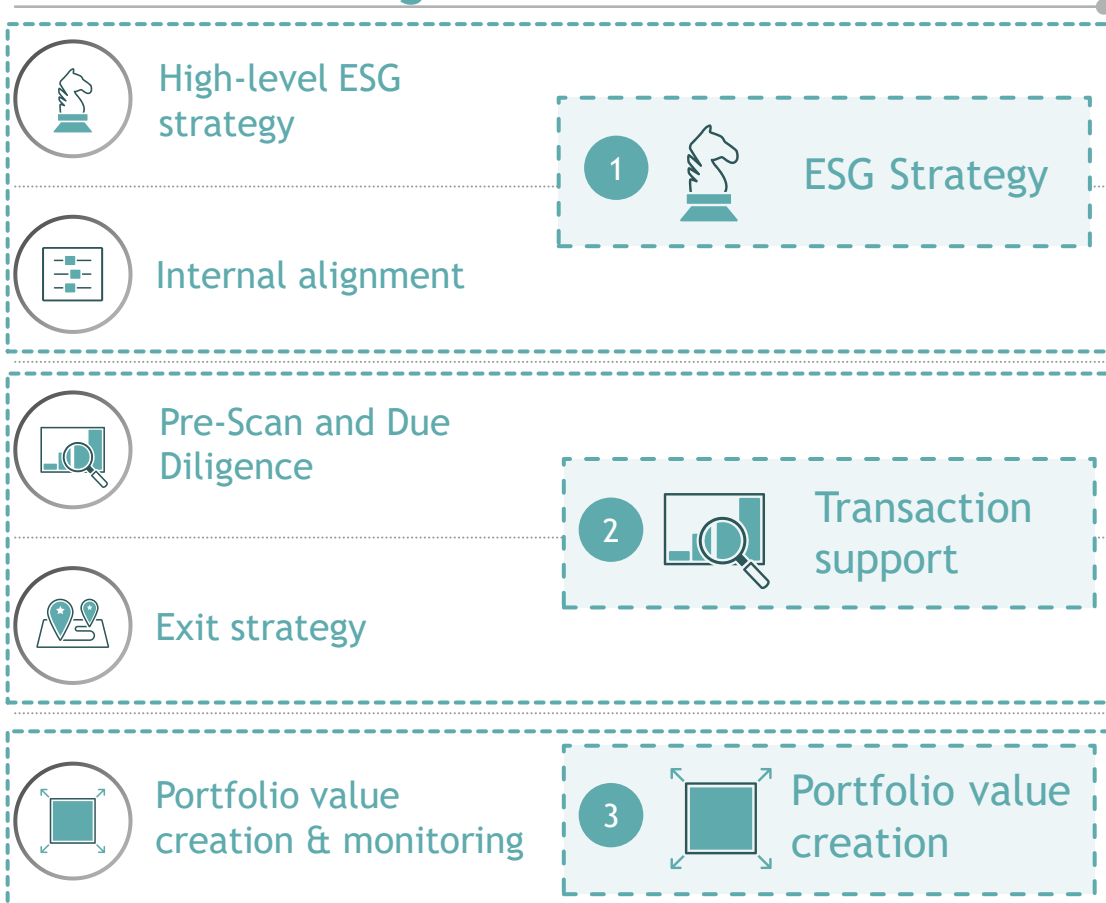 High-level ESG
strategy
1
ESG Strategy
Internal alignment
Pre-Scan and Due
Diligence
2
Transaction
support
Exit strategy
Portfolio value
creation & monitoring
3
Portfolio value
creation